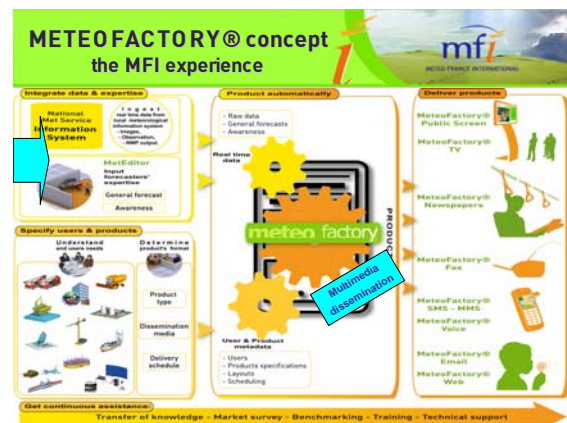 METEOFACTORY® concept
the MFI experience
mfi
METEO-FRANCE INTERNATIONAL
Integrate data & expertise
National
Met Service
Information
System
Ingest
real time data from
local meteorological
information system
- Images,
- Observation,
- NWP output.
MetEditor
Input
forecasters'
expertise
General forecast
Awareness
Specify users & products
Understand
end users needs
Determine
product's format
Product
type
Dissemination
media
Delivery
schedule
Product automatically
- Raw data
- General forecasts
- Awareness
Real time
data
meteo factory
PRODUC
Multimedia
dissemination
User & Product
metadata
- Users
- Products specifications
- Layouts
- Scheduling
Deliver products
MeteoFactory®
Public Screen
MeteoFactory®
TV
MeteoFactory®
Newspapers
MeteoFactory®
Fax
MeteoFactory®
SMS - MMS
MeteoFactory®
Voice
MeteoFactory®
Email
MeteoFactory®
Web
Get continuous assistance:
Transfer of knowledge - Market survey - Benchmarking - Training - Technical support